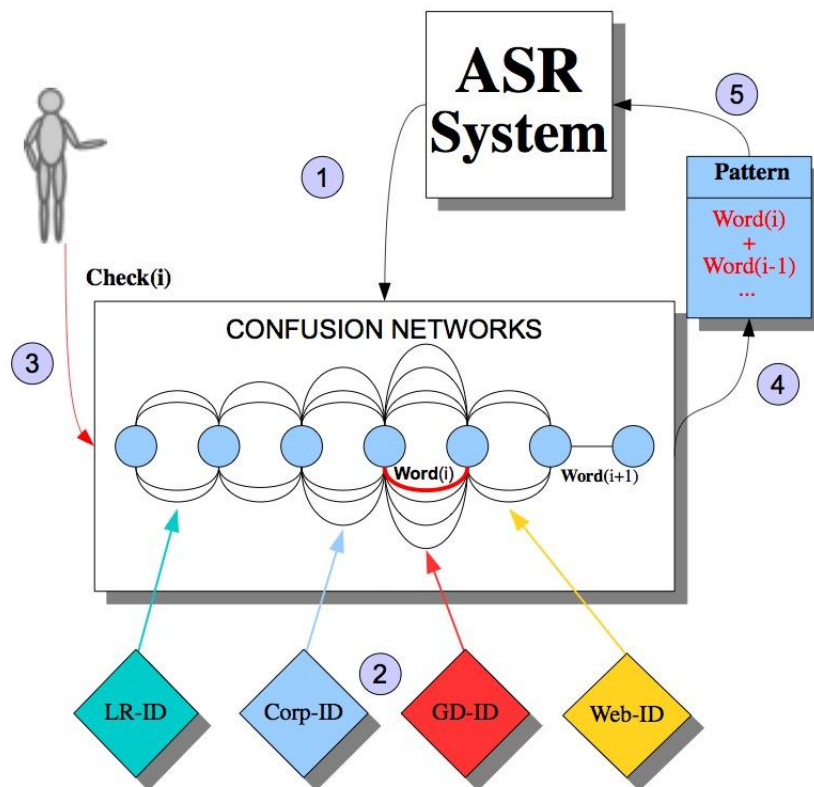 ASR
System
5
1
Pattern
Word(i)
+
Word(i-1)
...
Check(i)
CONFUSION NETWORKS
3
4
Word(i)
Word(i+1)
2
LR-ID
Corp-ID
GD-ID
Web-ID